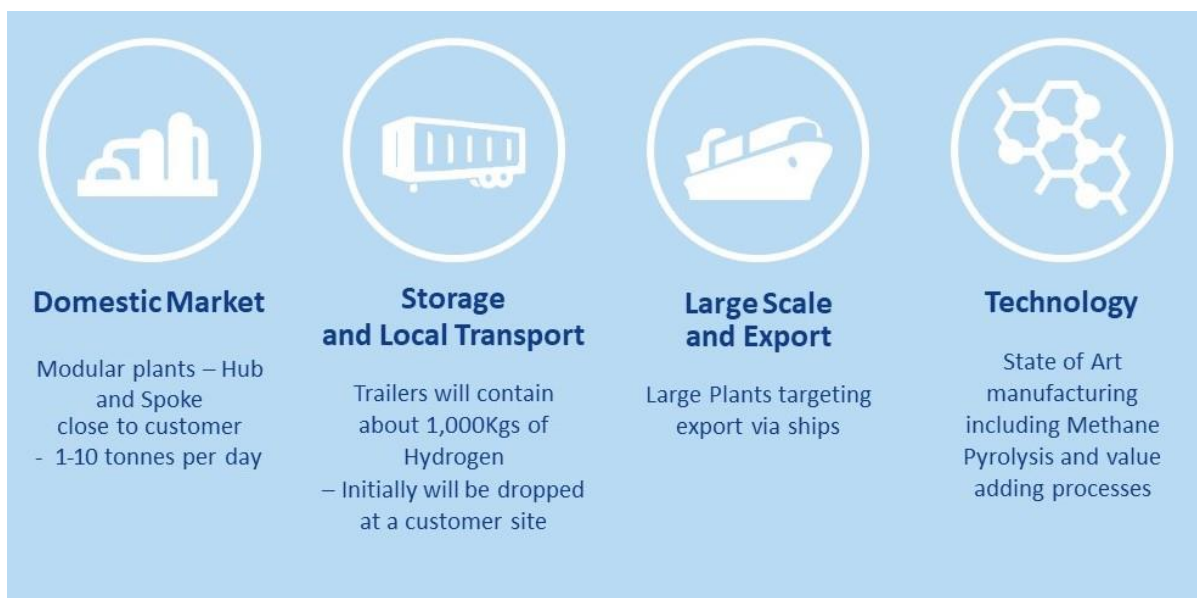 Domestic Market
Modular plants – Hub
and Spoke
close to customer
- 1-10 tonnes per day
Storage
and Local Transport
Trailers will contain
about 1,000Kgs of
Hydrogen
– Initially will be dropped
at a customer site
Large Scale
and Export
Large Plants targeting
export via ships
Technology
State of Art
manufacturing
including Methane
Pyrolysis and value
adding processes